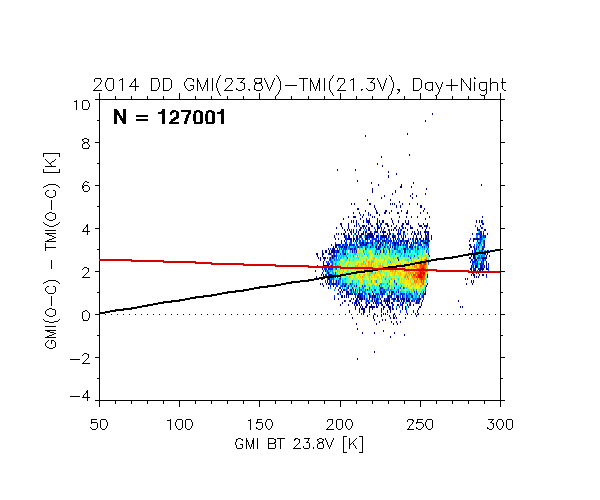 2014 DD GMI(23.8V)−TMI(21.3V), Day+Night
N = 127001
10
8
6
4
2
0
−2
−4
GMI(O−C) − TMI(O−C) [K]
50 100 150 200 250 300
GMI BT 23.8V [K]